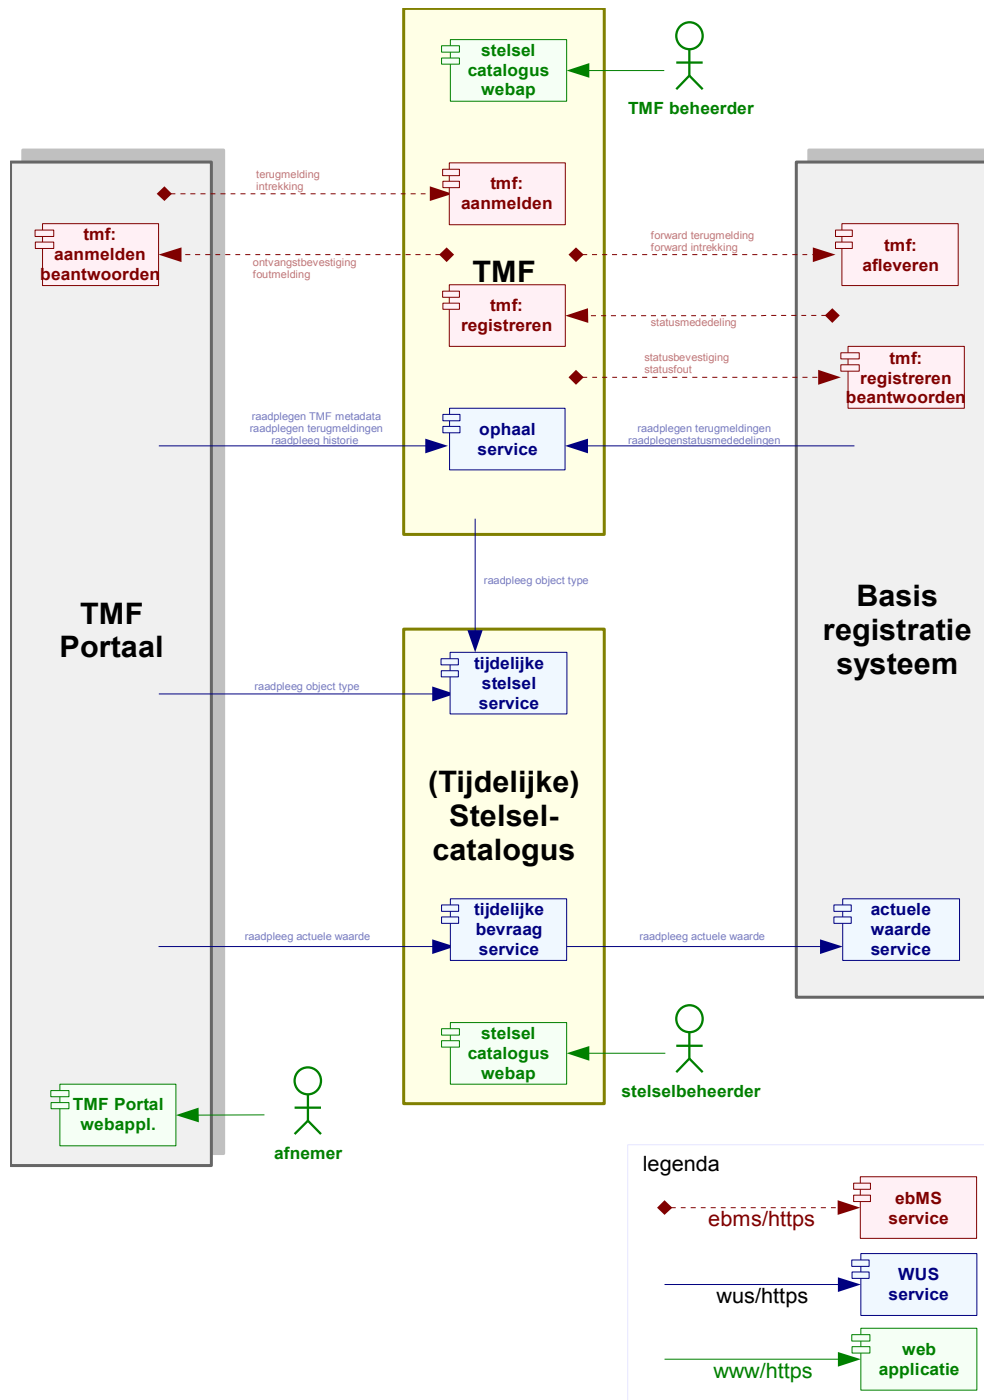 stelsel
catalogus
webap
TMF beheerder
terugmelding
intrekking
tmf:
aanmelden
tmf:
aanmelden
beantwoorden
ontvangstbevestiging
foutmelding
TMF
forward terugmelding
forward intrekking
tmf:
afleveren
tmf:
registreren
statusmededeling
statusbevestiging
statusfout
tmf:
registreren
beantwoorden
raadplegen TMF metadata
raadplegen terugmeldingen
raadpleeg historie
ophaal
service
raadplegen terugmeldingen
raadplegenstatusmededelingen
raadpleeg object type
TMF
Portaal
Basis
registratie
systeem
raadpleeg object type
tijdelijke
stelsel
service
(Tijdelijke)
Stelsel-
catalogus
raadpleeg actuele waarde
tijdelijke
bevraag
service
raadpleeg actuele waarde
actuele
waarde
service
stelsel
catalogus
webap
stelselbeheerder
TMF Portal
webappl.
afnemer
legenda
ebms/https
ebMS
service
wus/https
WUS
service
www/https
web
applicatie